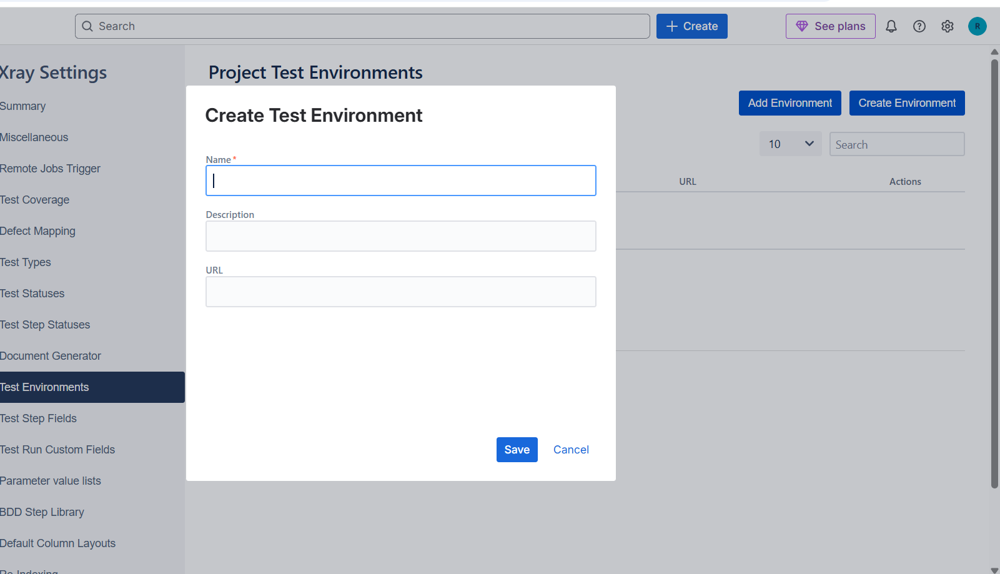 Search
Create
See plans
R
Xray Settings
Summary
Miscellaneous
Remote Jobs Trigger
Test Coverage
Defect Mapping
Test Types
Test Statuses
Test Step Statuses
Document Generator
Test Environments
Test Step Fields
Test Run Custom Fields
Parameter value lists
BDD Step Library
Default Column Layouts
Re-Indexing
Project Test Environments
Add Environment
Create Environment
10
Search
URL
Actions
Create Test Environment
Name *
Description
URL
Save
Cancel